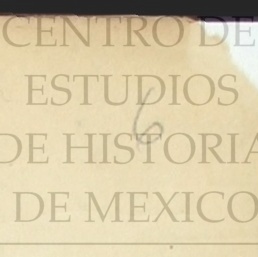 CENTRO DE
ESTUDIOS
6
DE HISTORIA
DE MEXICO